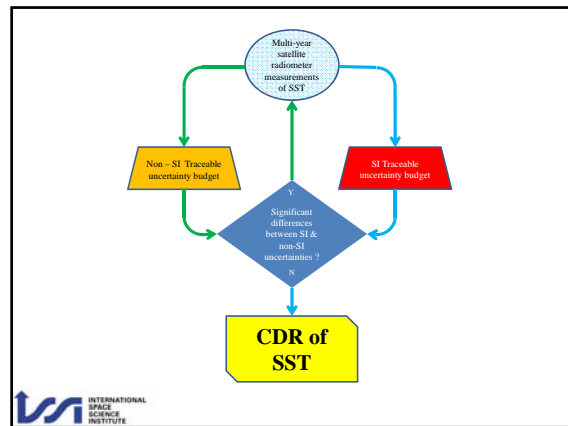 Multi-year
satellite
radiometer
measurements
of SST
Non – SI Traceable
uncertainty budget
SI Traceable
uncertainty budget
Y
Significant
differences
between SI &
non-SI
uncertainties ?
N
CDR of
SST
INTERNATIONAL
SPACE
SCIENCE
INSTITUTE